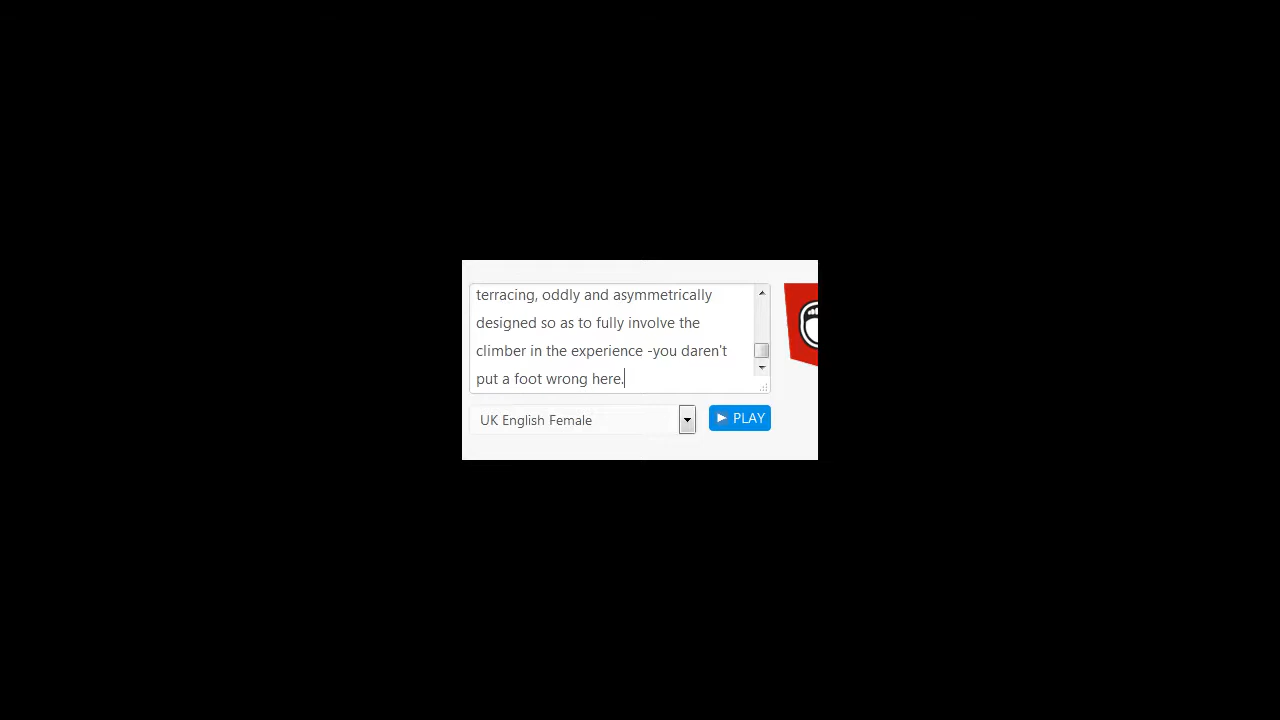 terracing, oddly and asymmetrically
designed so as to fully involve the
climber in the experience -you daren't
put a foot wrong here.
UK English Female
PLAY